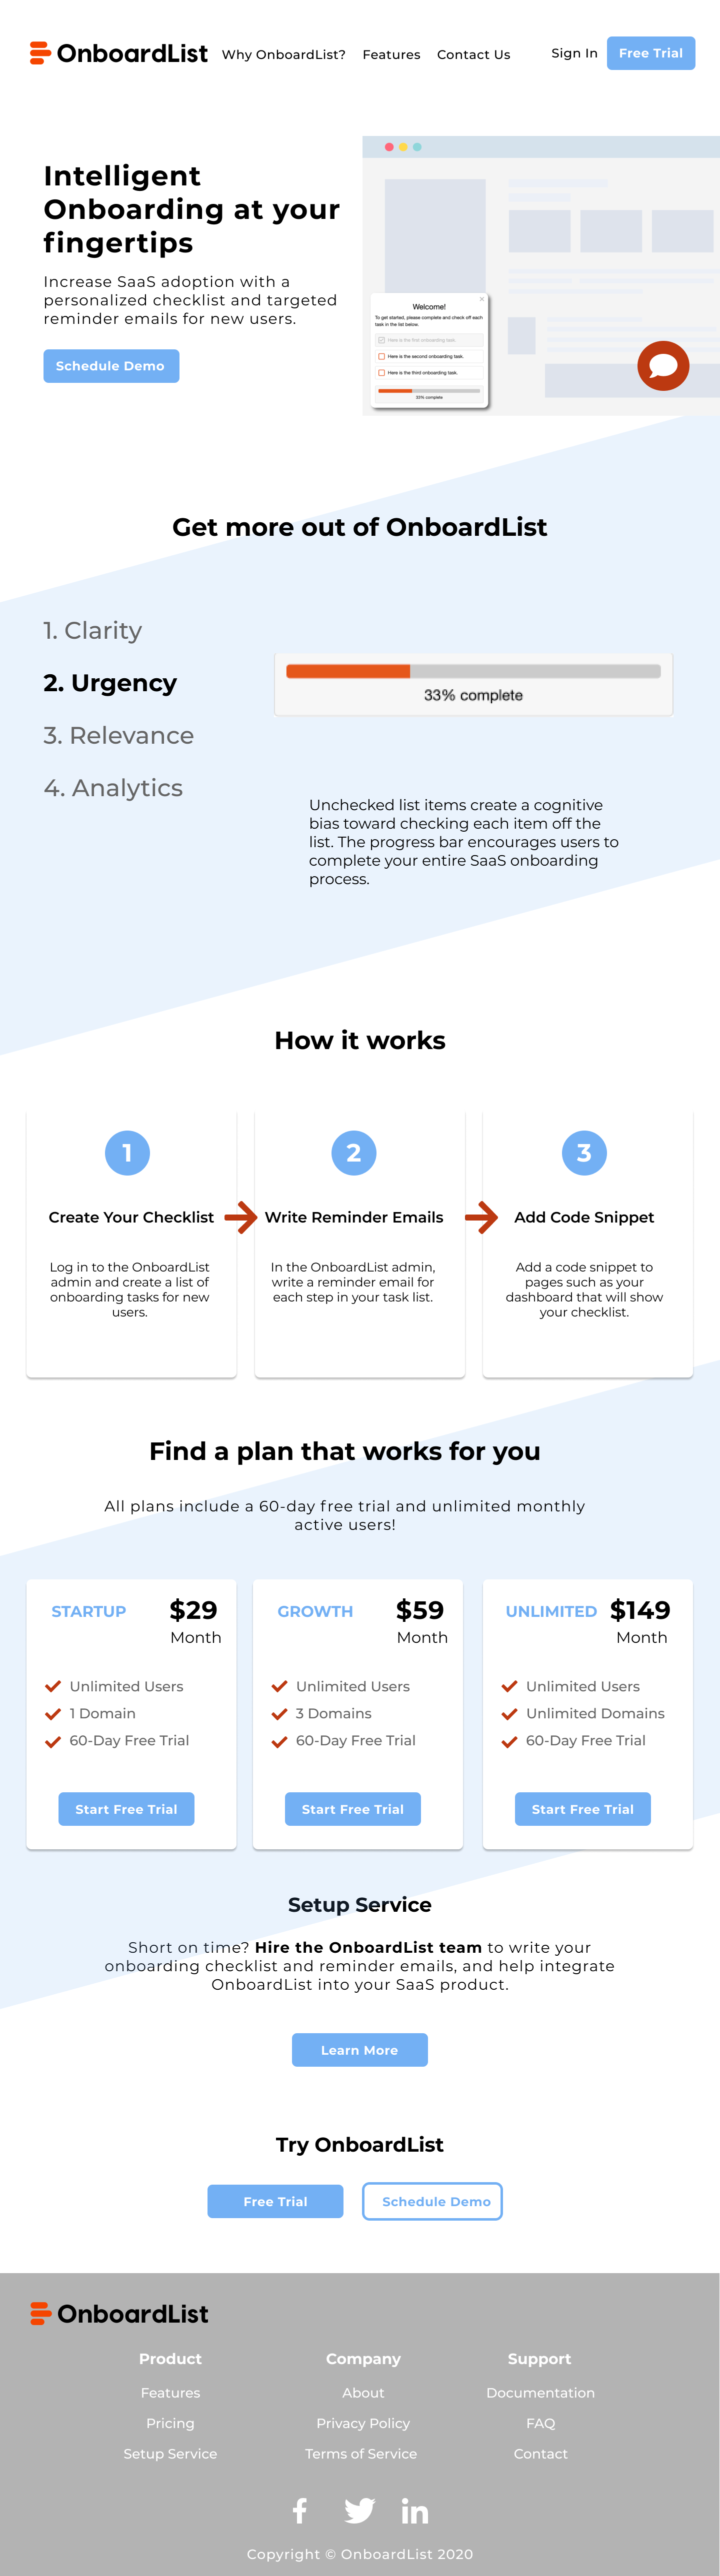 OnboardList
Why OnboardList? Features Contact Us Sign In Free Trial
Intelligent
Onboarding at your
fingertips
Increase SaaS adoption with a
personalized checklist and targeted
reminder emails for new users.
Schedule Demo
Welcome!
To get started, please complete and check off each
task in the list below.
Here is the first onboarding task.
Here is the second onboarding task.
Here is the third onboarding task.
33% complete
Get more out of OnboardList
1. Clarity
2. Urgency
3. Relevance
4. Analytics
33% complete
Unchecked list items create a cognitive
bias toward checking each item off the
list. The progress bar encourages users to
complete your entire SaaS onboarding
process.
How it works
1
Create Your Checklist
Log in to the OnboardList
admin and create a list of
onboarding tasks for new
users.
2
Write Reminder Emails
In the OnboardList admin,
write a reminder email for
each step in your task list.
3
Add Code Snippet
Add a code snippet to
pages such as your
dashboard that will show
your checklist.
Find a plan that works for you
All plans include a 60-day free trial and unlimited monthly
active users!
STARTUP $29
Month
Unlimited Users
1 Domain
60-Day Free Trial
Start Free Trial
GROWTH $59
Month
Unlimited Users
3 Domains
60-Day Free Trial
Start Free Trial
UNLIMITED $149
Month
Unlimited Users
Unlimited Domains
60-Day Free Trial
Start Free Trial
Setup Service
Short on time? Hire the OnboardList team to write your
onboarding checklist and reminder emails, and help integrate
OnboardList into your SaaS product.
Learn More
Try OnboardList
Free Trial Schedule Demo
OnboardList
Product
Features
Pricing
Setup Service
Company
About
Privacy Policy
Terms of Service
Support
Documentation
FAQ
Contact
Copyright © OnboardList 2020